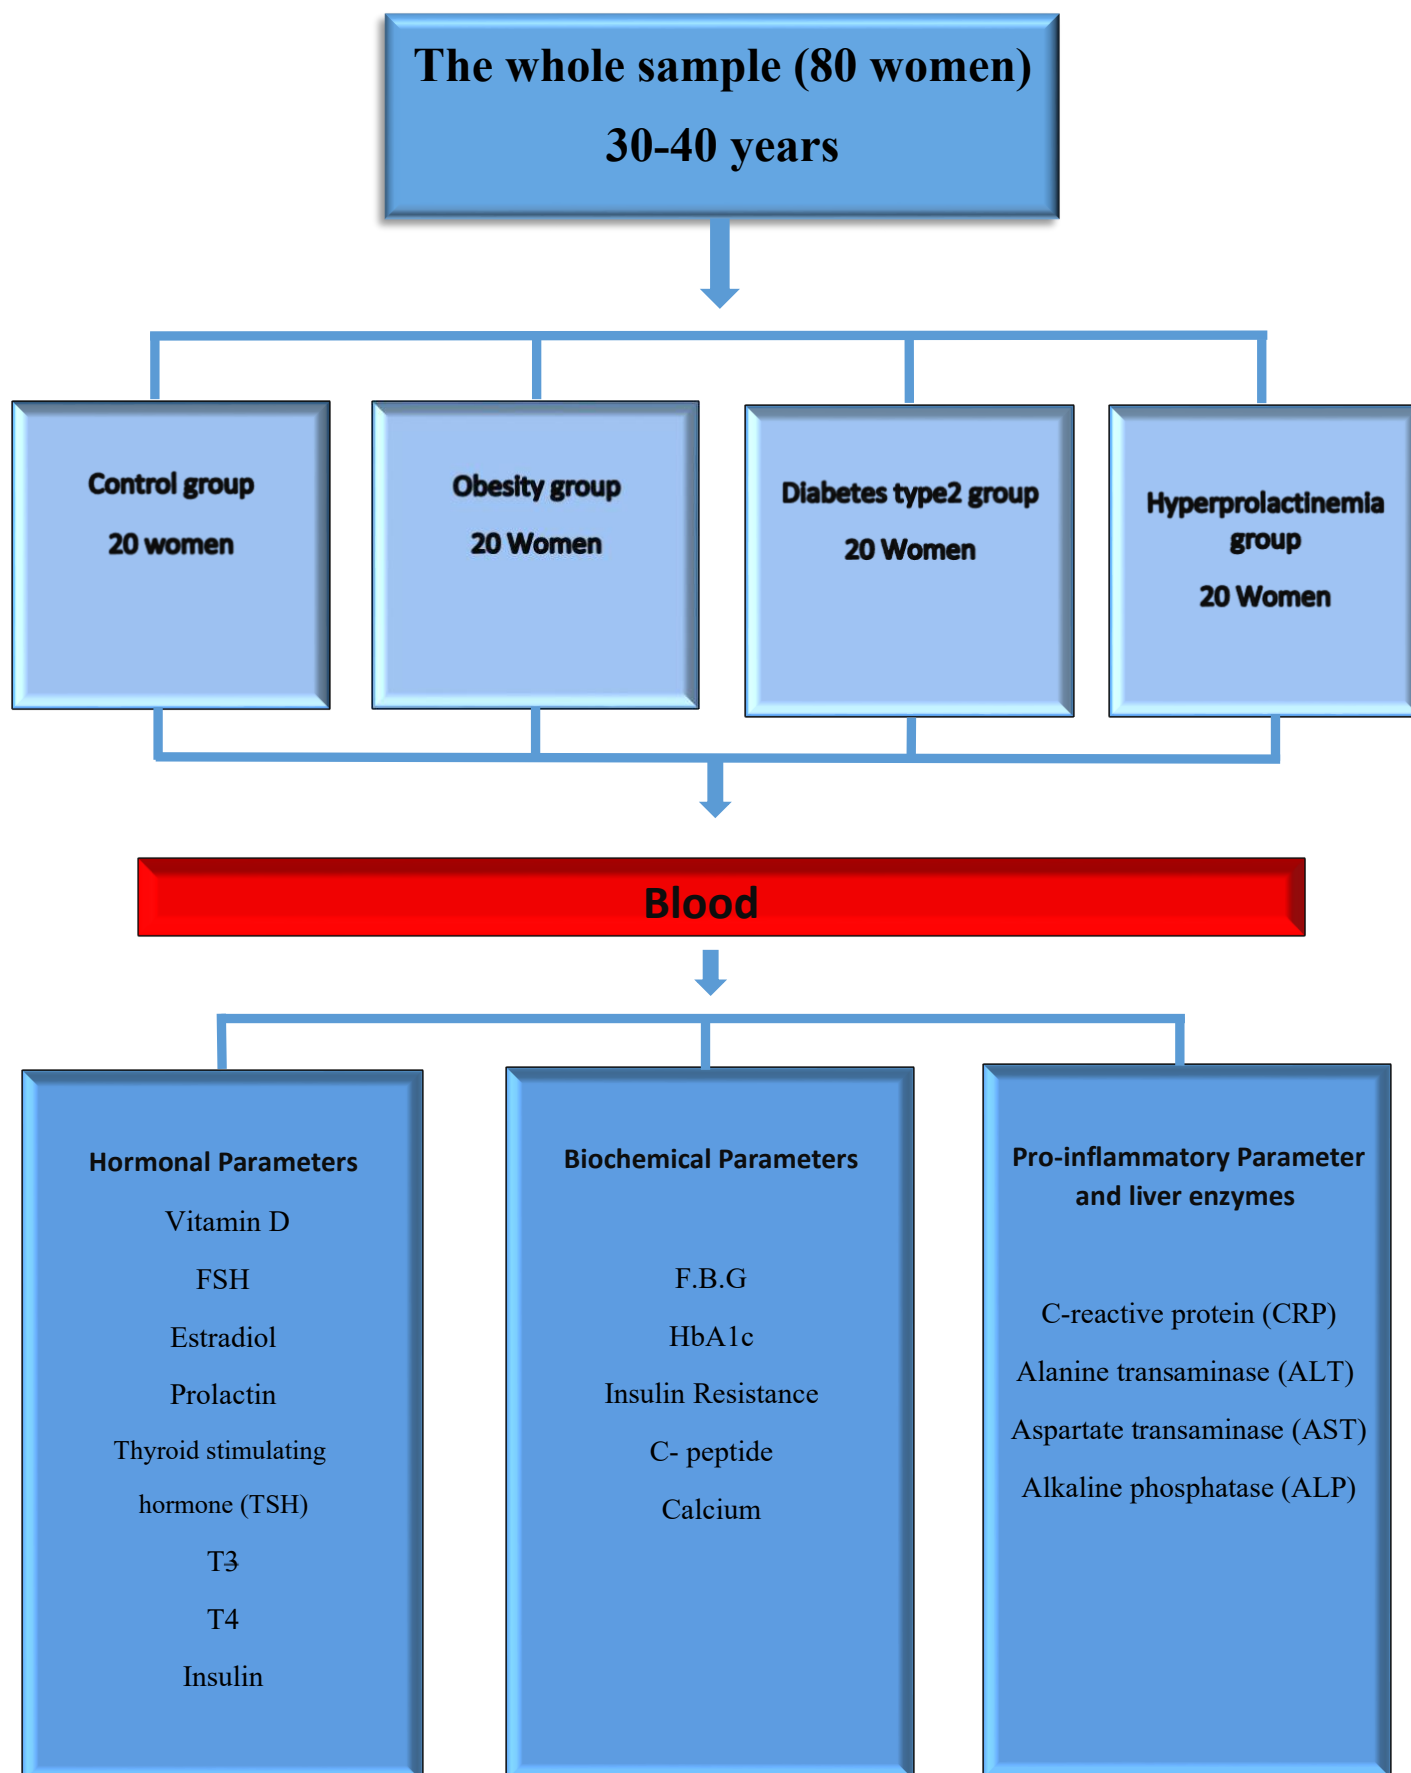 The whole sample (80 women)
30-40 years
Control group
20 women
Obesity group
20 Women
Diabetes type2 group
20 Women
Hyperprolactinemia
group
20 Women
Blood
Hormonal Parameters
Vitamin D
FSH
Estradiol
Prolactin
Thyroid stimulating
hormone (TSH)
T3
T4
Insulin
Biochemical Parameters
F.B.G
HbA1c
Insulin Resistance
C- peptide
Calcium
Pro-inflammatory Parameter
and liver enzymes
C-reactive protein (CRP)
Alanine transaminase (ALT)
Aspartate transaminase (AST)
Alkaline phosphatase (ALP)